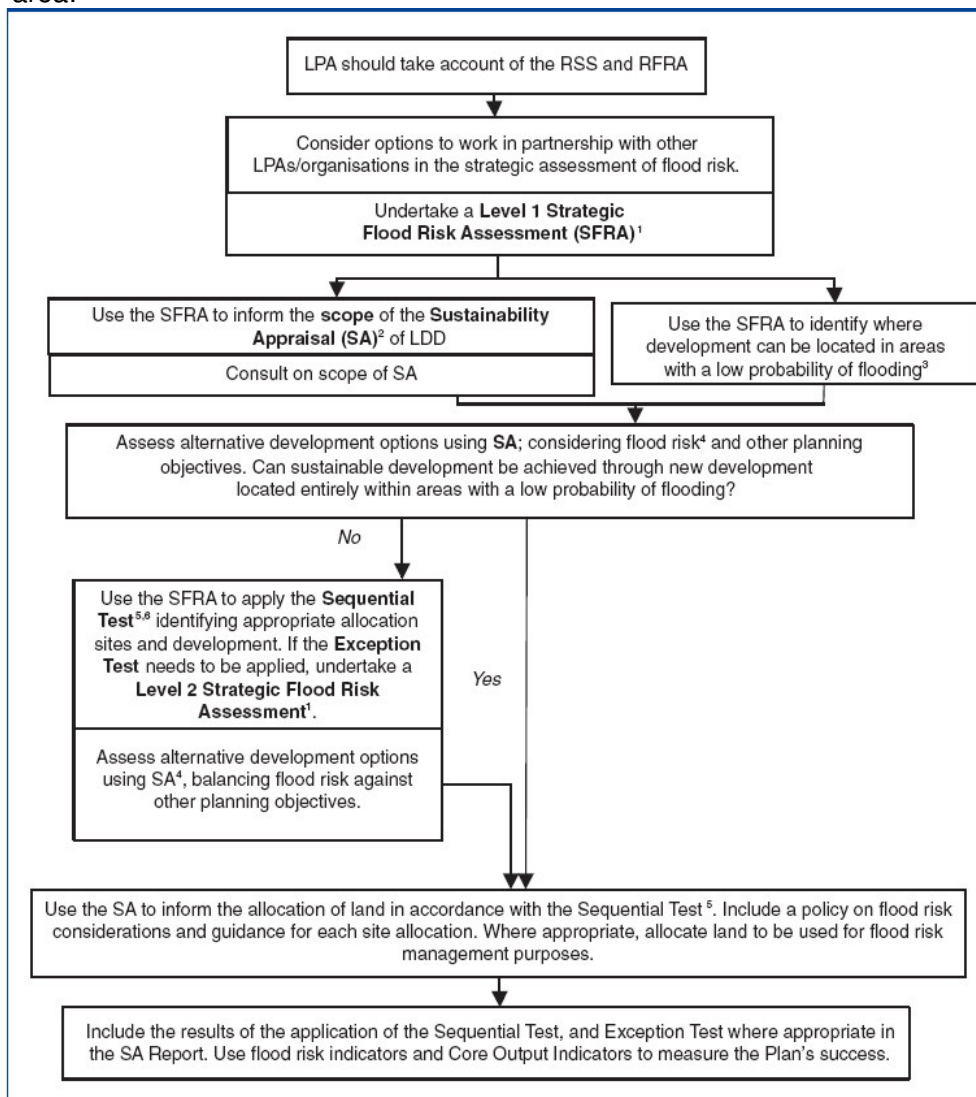 area.
LPA should take account of the RSS and RFRA
Consider options to work in partnership with other
LPAs/organisations in the strategic assessment of flood risk.
Undertake a Level 1 Strategic
Flood Risk Assessment (SFRA)¹
Use the SFRA to inform the scope of the Sustainability
Appraisal (SA)² of LDD
Consult on scope of SA
Use the SFRA to identify where
development can be located in areas
with a low probability of flooding³
Assess alternative development options using SA; considering flood risk⁴ and other planning
objectives. Can sustainable development be achieved through new development
located entirely within areas with a low probability of flooding?
No
Use the SFRA to apply the Sequential
Test⁵,⁶ identifying appropriate allocation
sites and development. If the Exception
Test needs to be applied, undertake a
Level 2 Strategic Flood Risk
Assessment¹.
Yes
Assess alternative development options
using SA⁴, balancing flood risk against
other planning objectives.
Use the SA to inform the allocation of land in accordance with the Sequential Test ⁵. Include a policy on flood risk
considerations and guidance for each site allocation. Where appropriate, allocate land to be used for flood risk
management purposes.
Include the results of the application of the Sequential Test, and Exception Test where appropriate in
the SA Report. Use flood risk indicators and Core Output Indicators to measure the Plan's success.